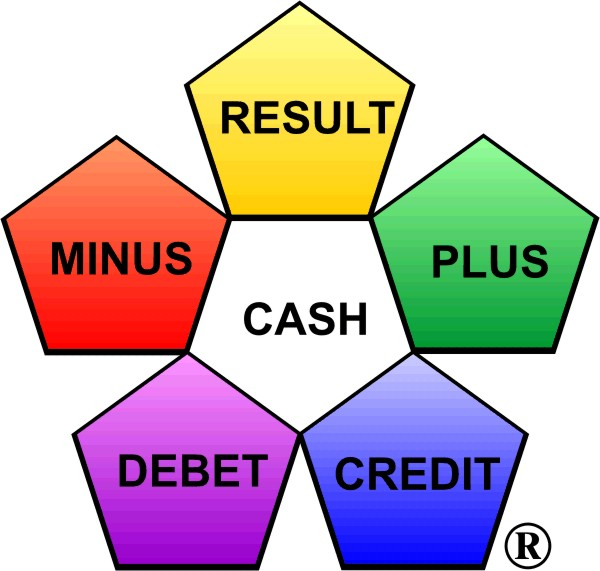 RESULT
MINUS
PLUS
CASH
DEBET
CREDIT
®